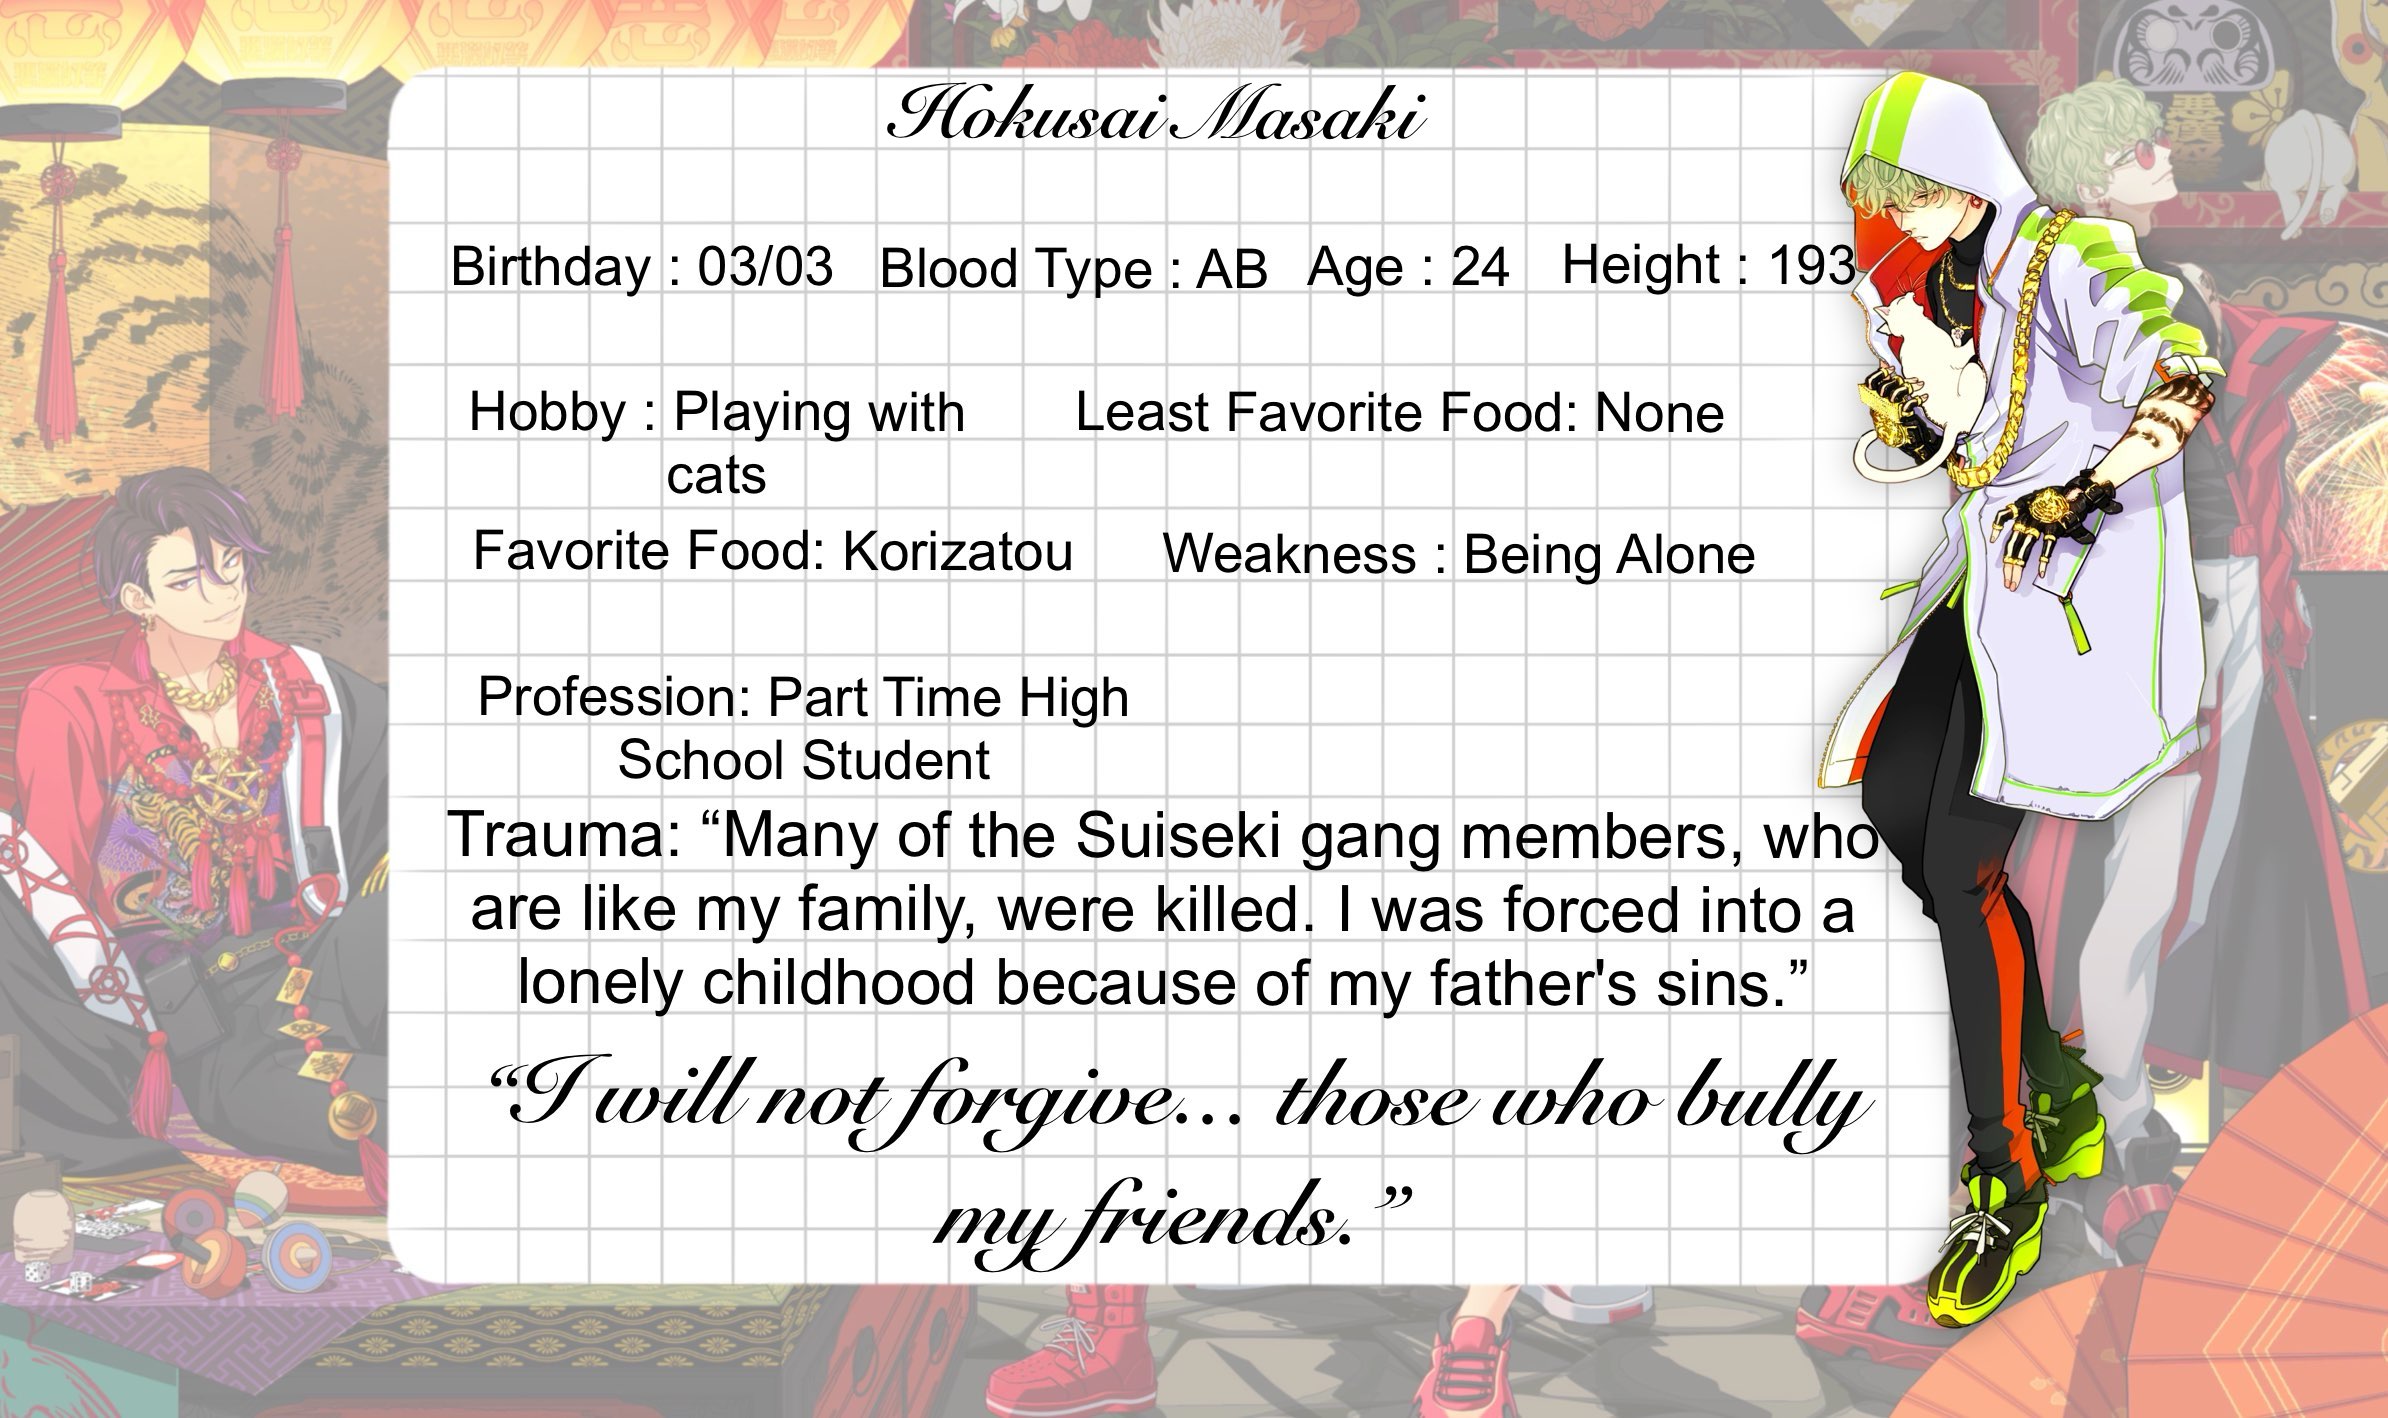 Hokusai Masaki
Birthday : 03/03 Blood Type : AB Age : 24 Height : 193
Hobby : Playing with
cats
Least Favorite Food: None
Favorite Food: Korizatou
Weakness : Being Alone
Profession: Part Time High
School Student
Trauma: “Many of the Suiseki gang members, who
are like my family, were killed. I was forced into a
lonely childhood because of my father's sins.”
“I will not forgive... those who bully
my friends.”